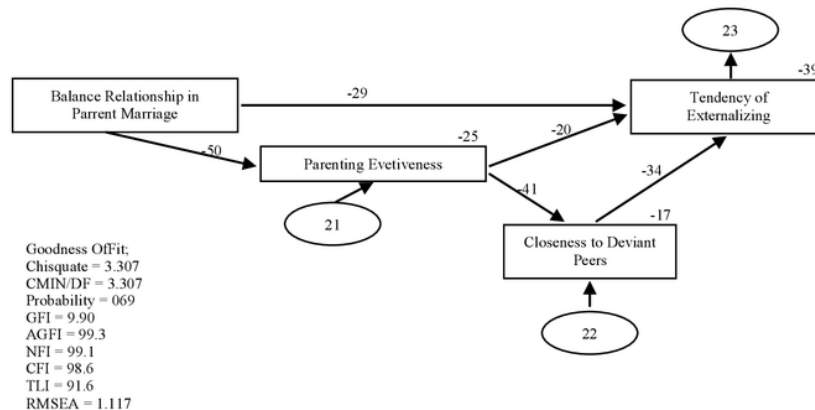 23
-39
Balance Relationship in
Parrent Marriage
-29
Tendency of
Externalizing
-50
-25
-20
Parenting Evetiveness
-41
-34
21
-17
Closeness to Deviant
Peers
22
Goodness OfFit;
Chisquate = 3.307
CMIN/DF = 3.307
Probability = 069
GFI = 9.90
AGFI = 99.3
NFI = 99.1
CFI = 98.6
TLI = 91.6
RMSEA = 1.117